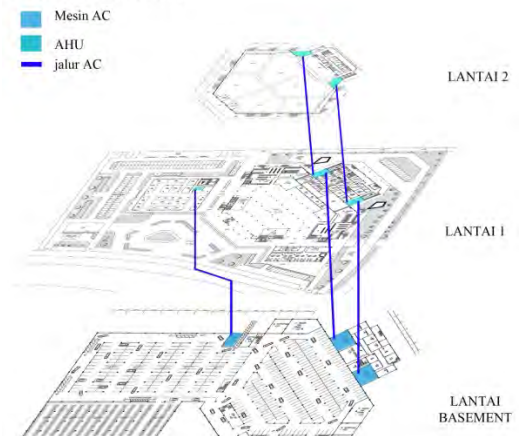 Mesin AC
AHU
jalur AC
LANTAI 2
LANTAI 1
LANTAI
BASEMENT